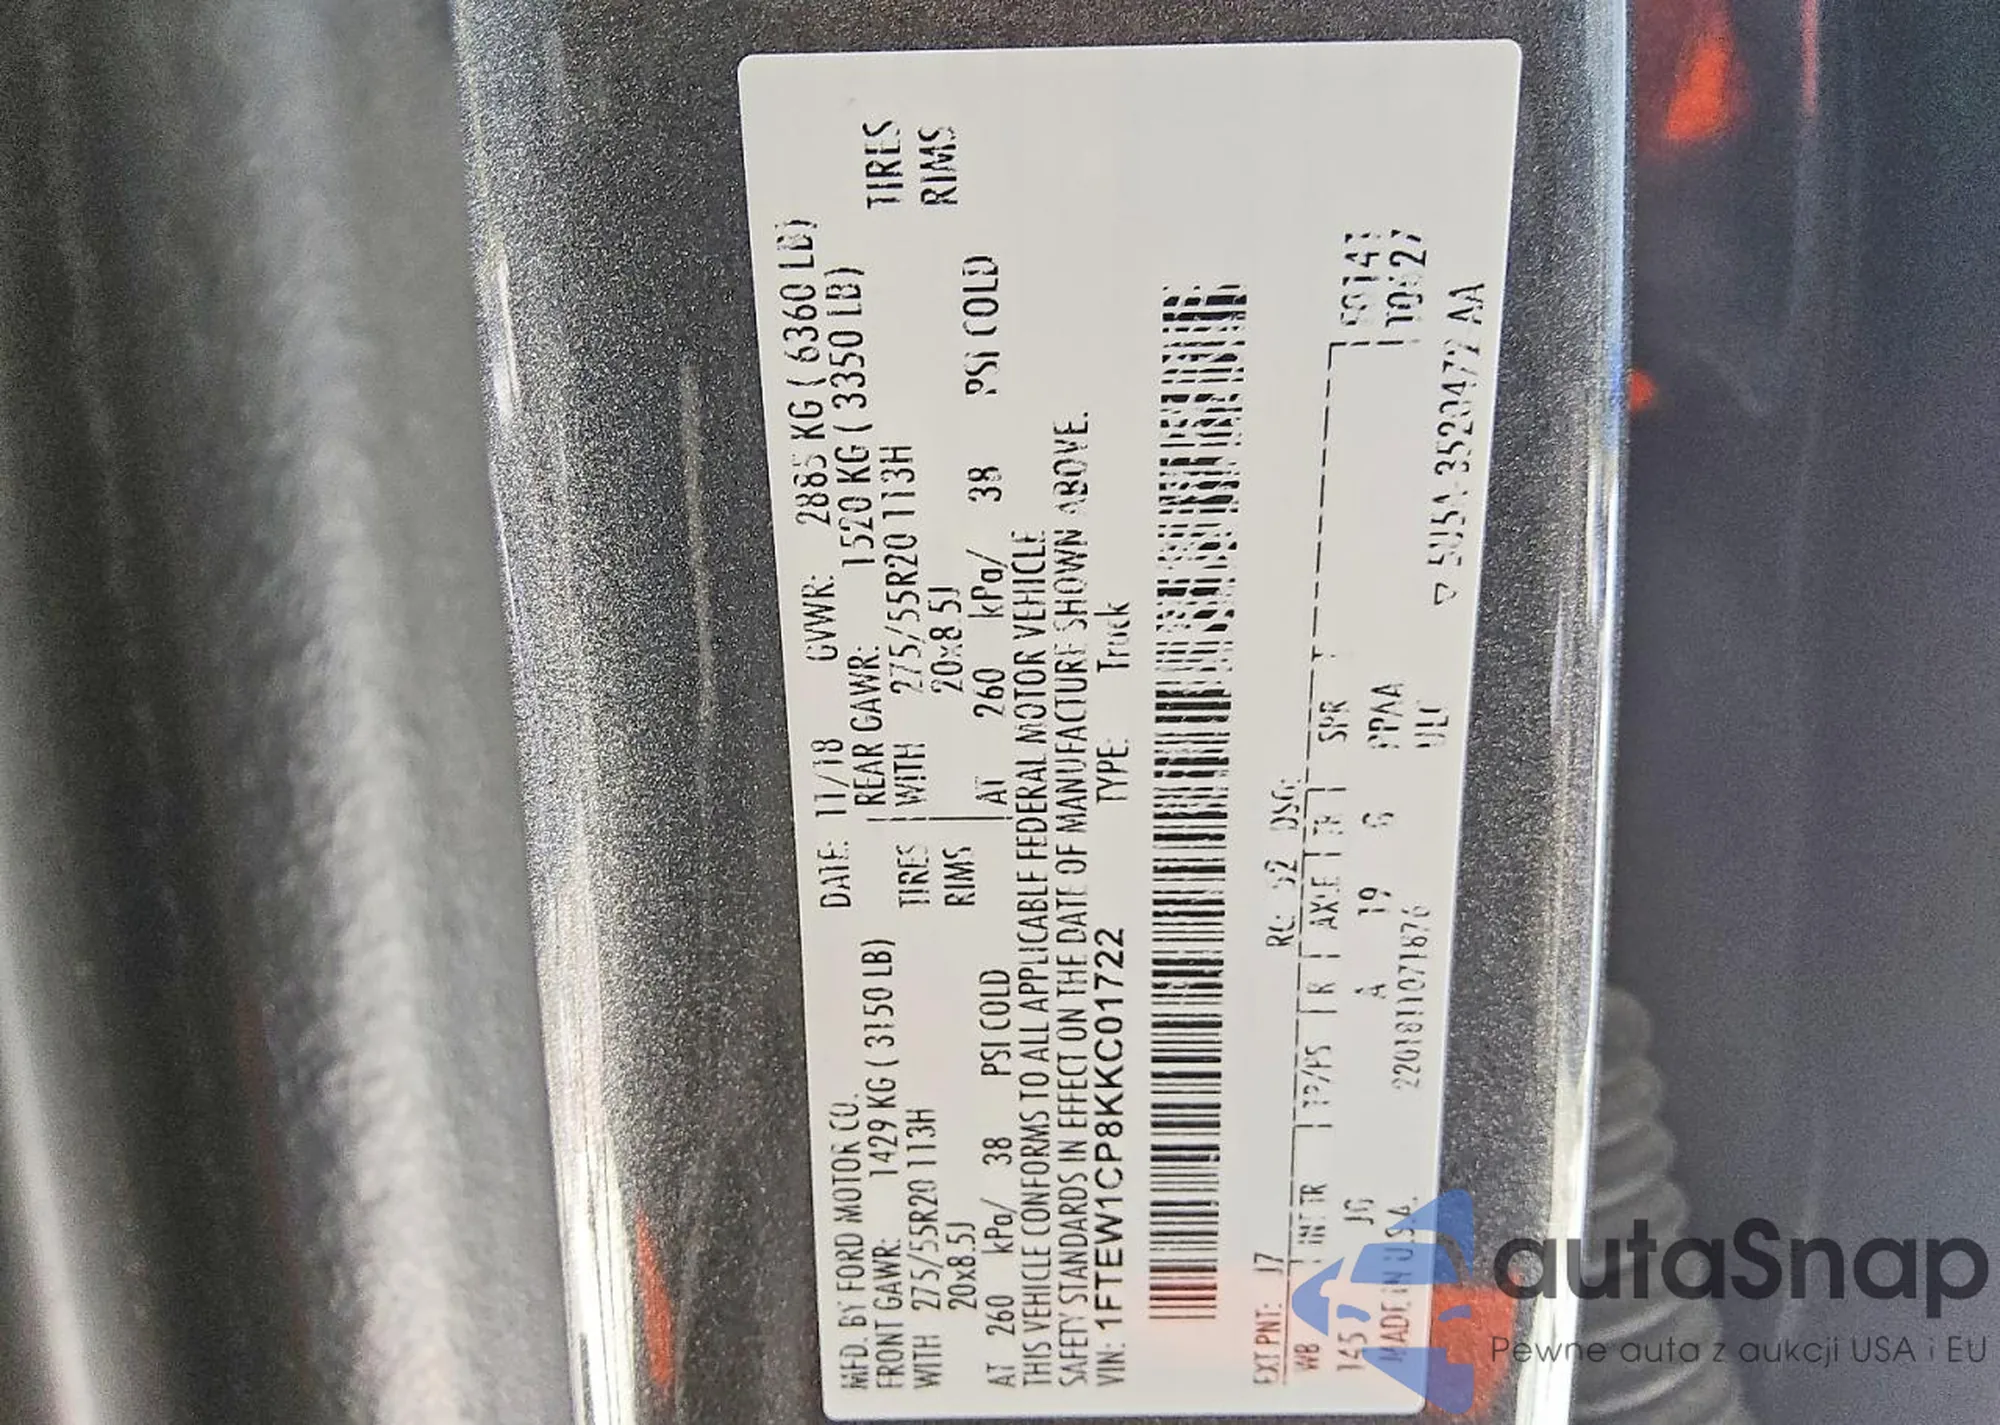 MFD. BY FORD MOTOR CO.
DATE: 11/18
GVWR: 2885 KG ( 6360 LB)
FRONT GAWR: 1429 KG ( 3150 LB)
REAR GAWR: 1520 KG ( 3350 LB)
WITH 275/55R20 113H TIRES
WITH 275/55R20 113H TIRES
20x8.5J RIMS
20x8.5J RIMS
AT 260 kPa/ 38 PSI COLD
AT 260 kPa/ 38 PSI COLD
THIS VEHICLE CONFORMS TO ALL APPLICABLE FEDERAL MOTOR VEHICLE
SAFETY STANDARDS IN EFFECT ON THE DATE OF MANUFACTURE SHOWN ABOVE.
VIN: 1FTEW1CP8KKC01722
TYPE: Truck
EXT PNT: J7
RC: 52 DSO:
WB INT TR TP/PS R AXLE TR SPR
145 JG A 19 G PPAA
MADE IN U.S.A.
2201811071876
ULC
autaSnap
Pewne auta z aukcji USA i EU